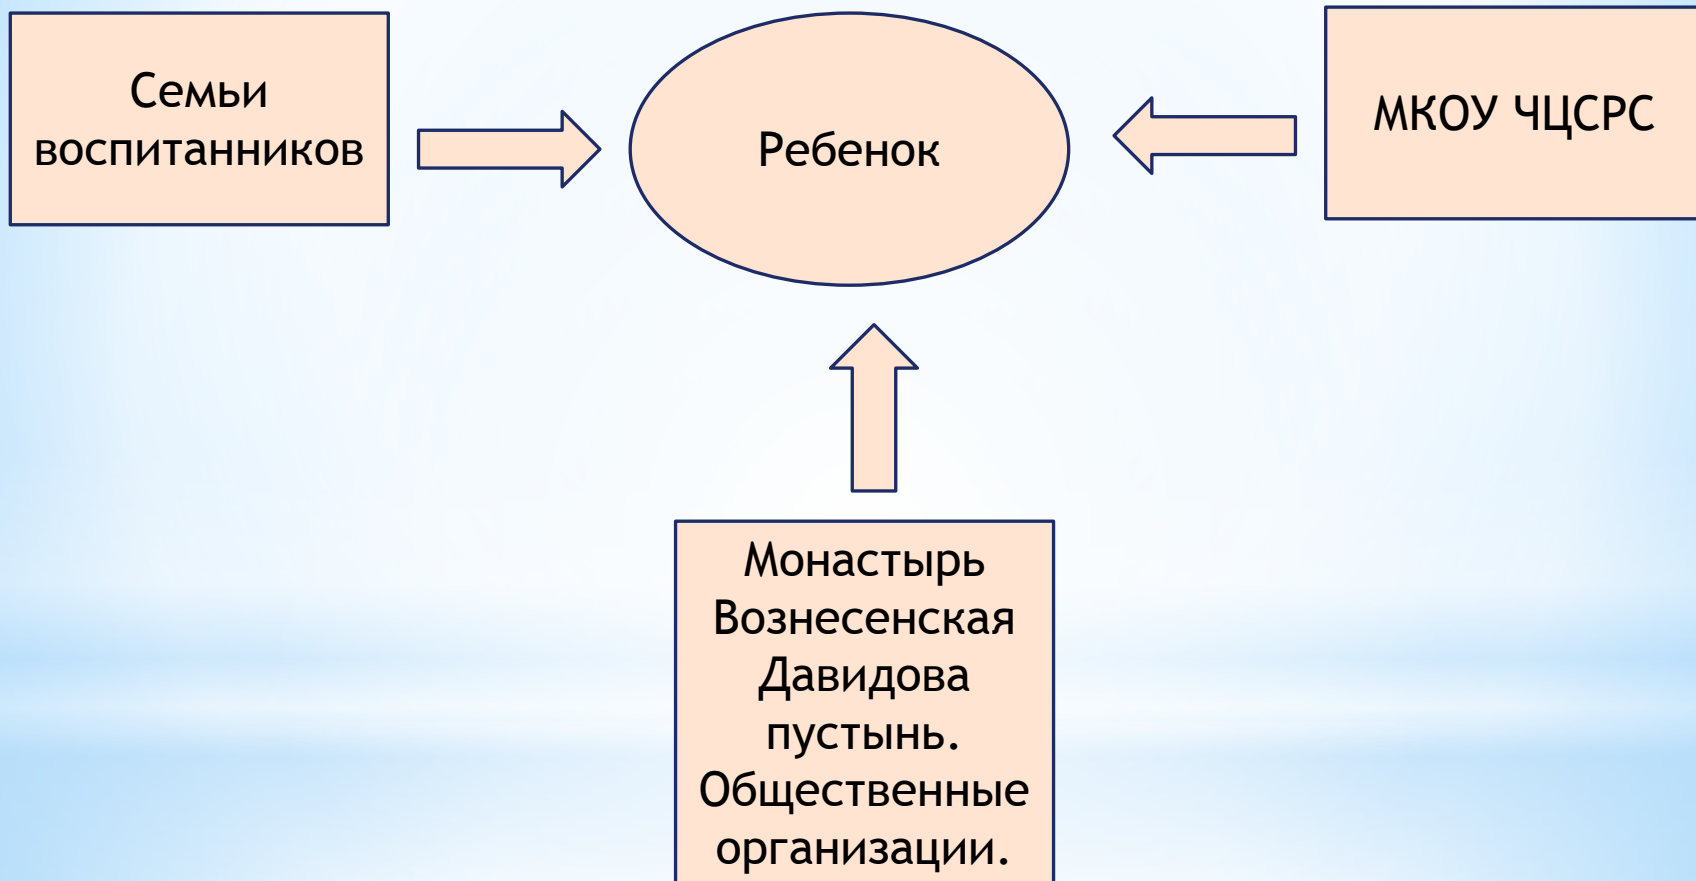 Семьи
воспитанников
Ребенок
МКОУ ЧЦСРС
Монастырь
Вознесенская
Давидова
пустынь.
Общественные
организации.